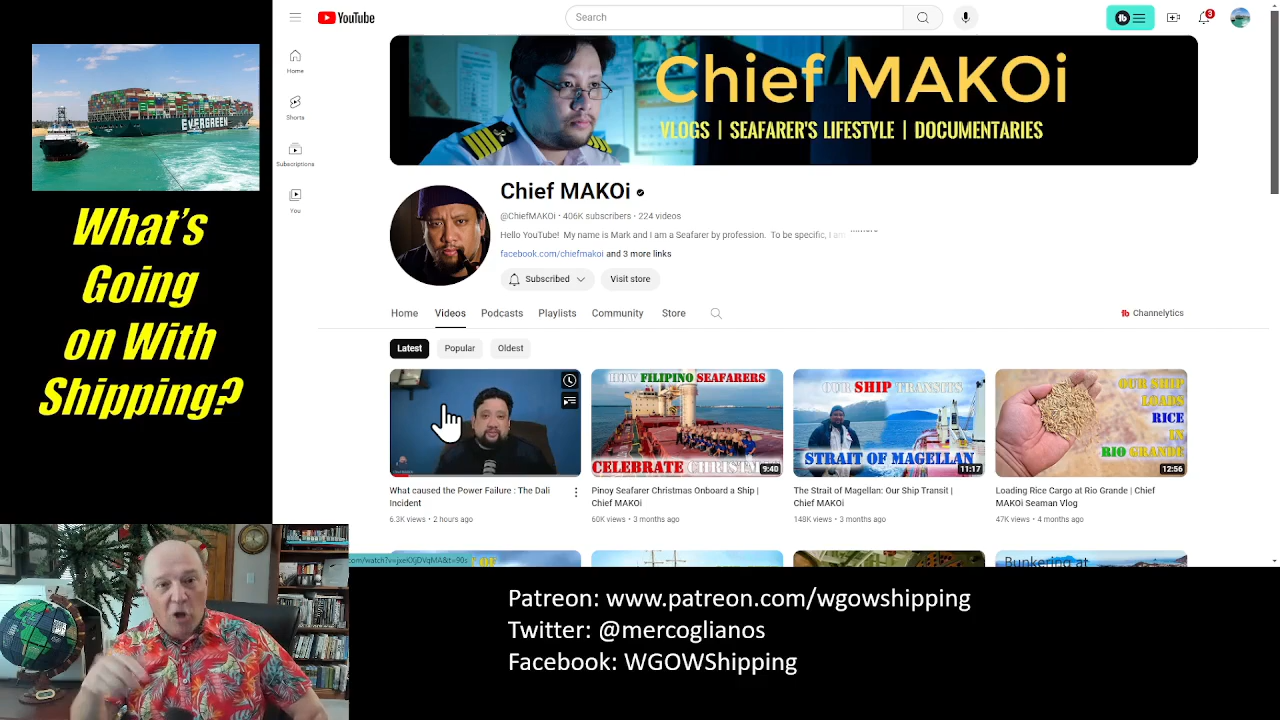 What's
Going
on With
Shipping?
EVERGREEN
YouTube
Search
3
Home
Shorts
Subscriptions
You
Chief MAKOi
VLOGS | SEAFARER'S LIFESTYLE | DOCUMENTARIES
Chief MAKOi
@ChiefMAKOi • 406K subscribers • 224 videos
Hello YouTube! My name is Mark and I am a Seafarer by profession. To be specific, I am
facebook.com/chiefmakoi and 3 more links
Subscribed
Visit store
Home Videos Podcasts Playlists Community Store
Channelytics
Latest Popular Oldest
HOW FILIPINO SEAFARERS
CELEBRATE CHRISTM
9:40
OUR SHIP TRANSITS
STRAIT OF MAGELLAN
11:17
OUR SHIP
LOADS
RICE
IN
RIO GRANDE
12:56
What caused the Power Failure : The Dali
Incident
6.3K views • 2 hours ago
Pinoy Seafarer Christmas Onboard a Ship |
Chief MAKOi
60K views • 3 months ago
The Strait of Magellan: Our Ship Transit |
Chief MAKOi
148K views • 3 months ago
Loading Rice Cargo at Rio Grande | Chief
MAKOi Seaman Vlog
47K views • 4 months ago
Bunkering at
Patreon: www.patreon.com/wgowshipping
Twitter: @mercoglianos
Facebook: WGOWShipping